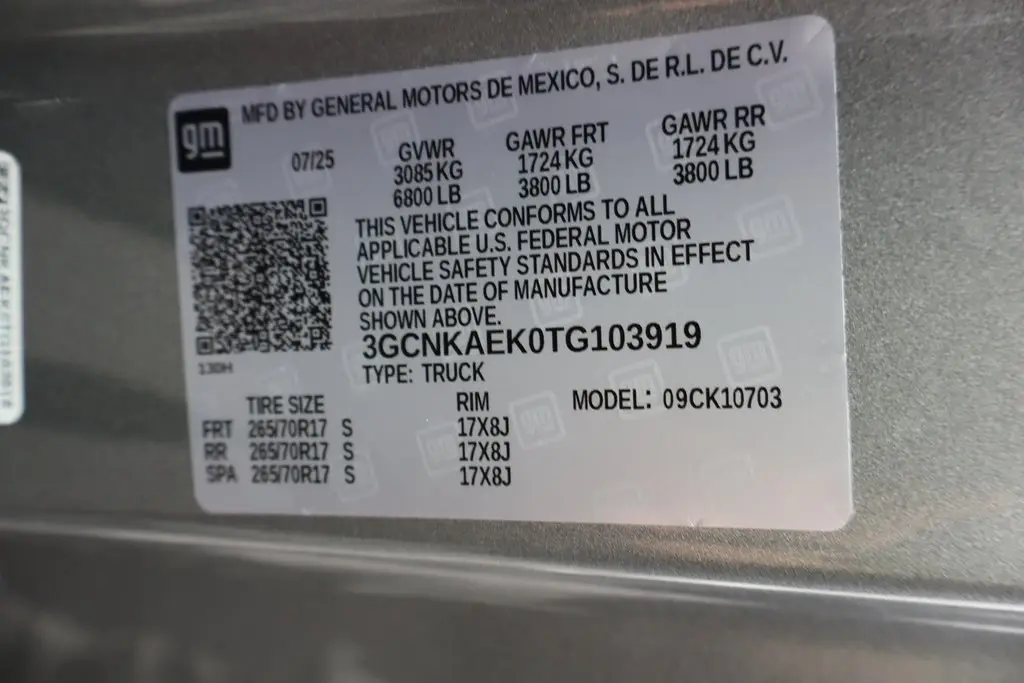 gm
MFD BY GENERAL MOTORS DE MEXICO, S. DE R.L. DE C.V.
07/25 GVWR GAWR FRT GAWR RR
3085 KG 1724 KG 1724 KG
6800 LB 3800 LB 3800 LB
THIS VEHICLE CONFORMS TO ALL
APPLICABLE U.S. FEDERAL MOTOR
VEHICLE SAFETY STANDARDS IN EFFECT
ON THE DATE OF MANUFACTURE
SHOWN ABOVE.
3GCNKAEK0TG103919
130H
TYPE: TRUCK
TIRE SIZE RIM MODEL: 09CK10703
FRT 265/70R17 S 17X8J
RR 265/70R17 S 17X8J
SPA 265/70R17 S 17X8J